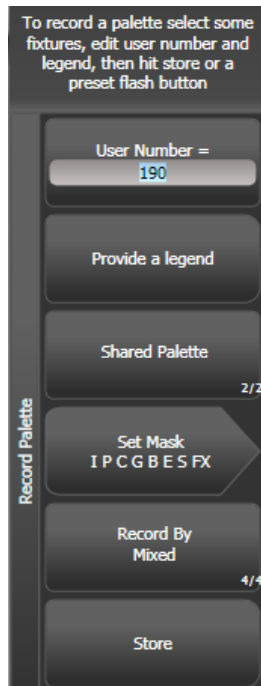 To record a palette select some
fixtures, edit user number and
legend, then hit store or a
preset flash button
Record Palette
User Number =
190
Provide a legend
Shared Palette
2/2
Set Mask
I P C G B E S FX
Record By
Mixed
4/4
Store